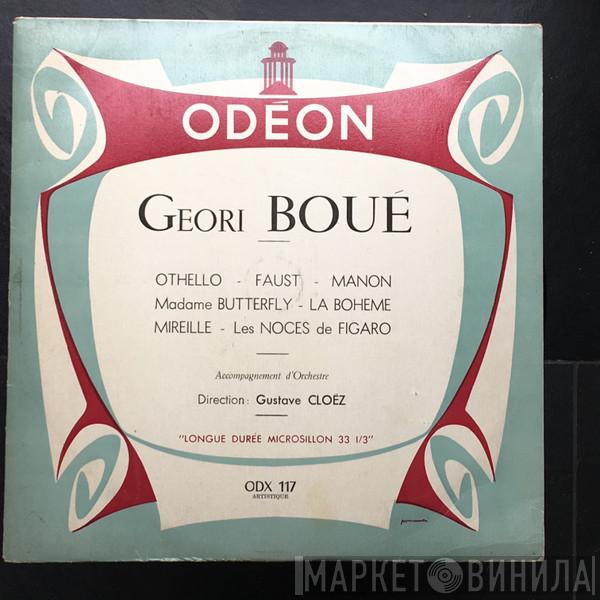 ODÉON
GEORI BOUÉ
OTHELLO - FAUST - MANON
Madame BUTTERFLY - LA BOHEME
MIREILLE - Les NOCES de FIGARO
Accompagnement d'Orchestre
Direction: Gustave CLOËZ
"LONGUE DURÉE MICROSILLON 33 1/3"
ODX 117
ARTISTIQUE
МАРКЕТ ВИНИЛА